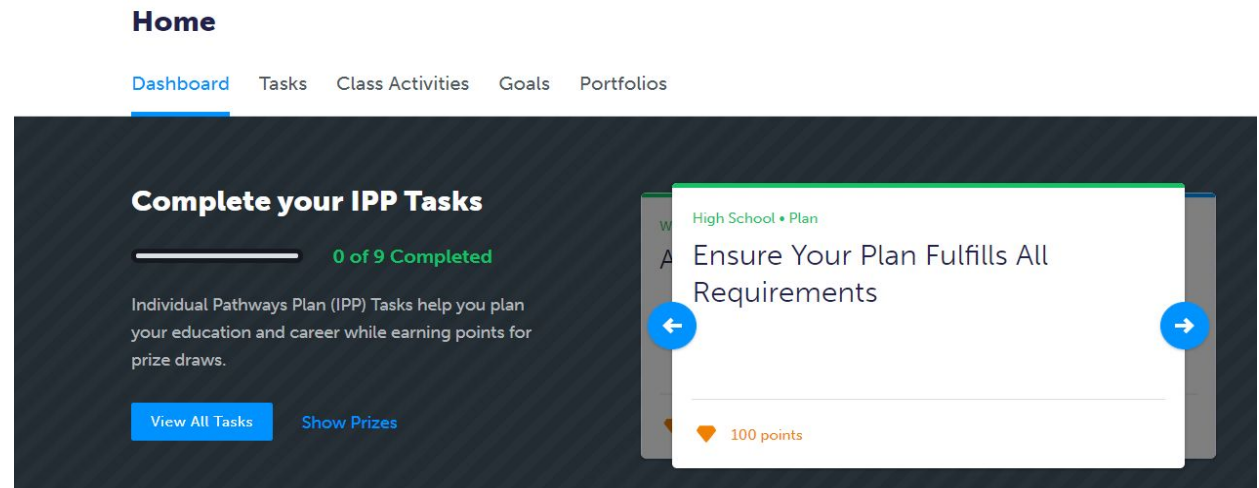 Home
Dashboard Tasks Class Activities Goals Portfolios
Complete your IPP Tasks
0 of 9 Completed
Individual Pathways Plan (IPP) Tasks help you plan
your education and career while earning points for
prize draws.
View All Tasks Show Prizes
High School • Plan
Ensure Your Plan Fulfills All
Requirements
100 points